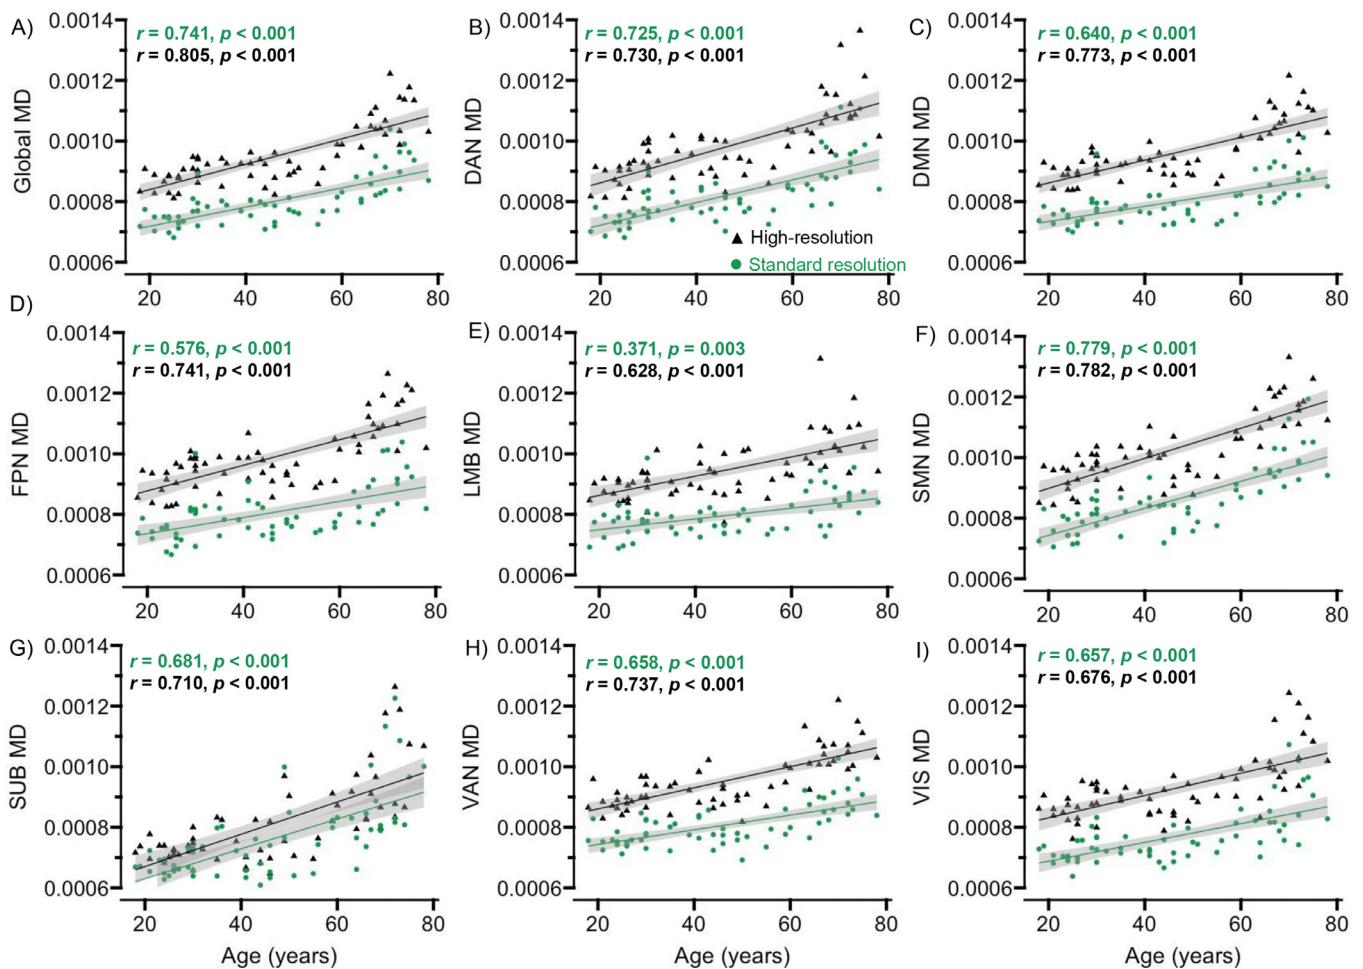 A)
Global MD
0.0014
0.0012
0.0010
0.0008
0.0006
r = 0.741, p < 0.001
r = 0.805, p < 0.001
20 40 60 80
B)
DAN MD
0.0014
0.0012
0.0010
0.0008
0.0006
r = 0.725, p < 0.001
r = 0.730, p < 0.001
High-resolution
Standard resolution
20 40 60 80
C)
DMN MD
0.0014
0.0012
0.0010
0.0008
0.0006
r = 0.640, p < 0.001
r = 0.773, p < 0.001
20 40 60 80
D)
FPN MD
0.0014
0.0012
0.0010
0.0008
0.0006
r = 0.576, p < 0.001
r = 0.741, p < 0.001
20 40 60 80
E)
LMB MD
0.0014
0.0012
0.0010
0.0008
0.0006
r = 0.371, p = 0.003
r = 0.628, p < 0.001
20 40 60 80
F)
SMN MD
0.0014
0.0012
0.0010
0.0008
0.0006
r = 0.779, p < 0.001
r = 0.782, p < 0.001
20 40 60 80
G)
SUB MD
0.0014
0.0012
0.0010
0.0008
0.0006
r = 0.681, p < 0.001
r = 0.710, p < 0.001
20 40 60 80
Age (years)
H)
VAN MD
0.0014
0.0012
0.0010
0.0008
0.0006
r = 0.658, p < 0.001
r = 0.737, p < 0.001
20 40 60 80
Age (years)
I)
VIS MD
0.0014
0.0012
0.0010
0.0008
0.0006
r = 0.657, p < 0.001
r = 0.676, p < 0.001
20 40 60 80
Age (years)